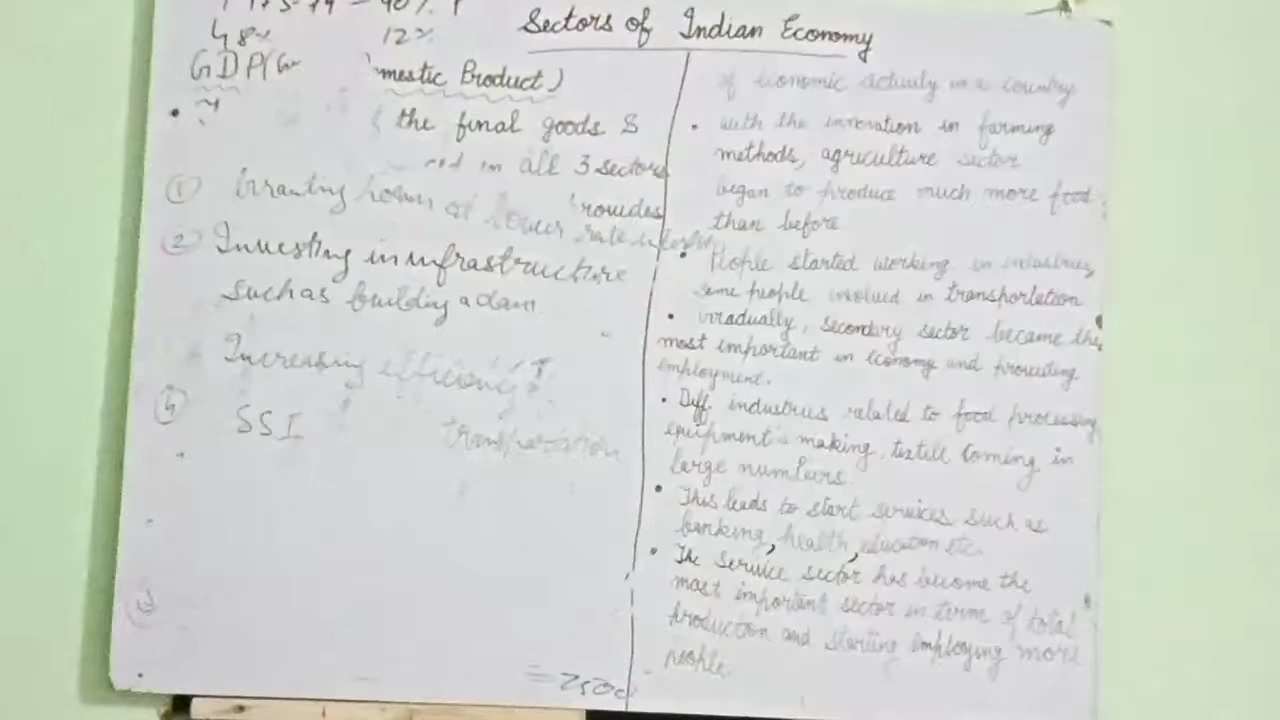 Sectors of Indian Economy
48% 12%
GDP(G mestic Product)
the final goods &
in all 3 sectors
rovides
① Granting loans at lower rate
② Investing in infrastructure
such as building a dam
Increasing efficiency
④ SSI
transportation
= 2500
of economic activity in a country
• with the innovation in farming
methods, agriculture sector
began to produce much more food
than before
• People started working in industries,
some people involved in transportation
• Gradually, secondary sector became the
most important in economy and providing
employment.
• Diff. industries related to food processing,
equipment's making, textile coming in
large numbers.
• This leads to start services such as
banking, health, education etc.
• The service sector has become the
most important sector in term of total
production and starting employing more
people.